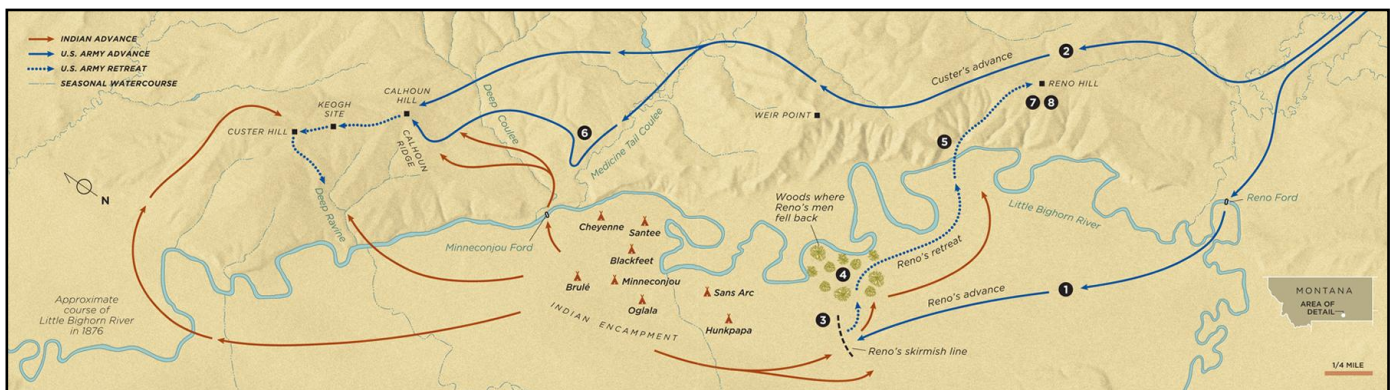 INDIAN ADVANCE
U.S. ARMY ADVANCE
U.S. ARMY RETREAT
SEASONAL WATERCOURSE
2
Custer's advance
RENO HILL
7 8
WEIR POINT
5
CALHOUN
HILL
KEOGH
SITE
CUSTER HILL
CALHOUN
RIDGE
Deep Coulee
6
Medicine Tail Coulee
N
Deep Ravine
Minneconjou Ford
Cheyenne
Santee
Blackfeet
Brulé
Minneconjou
Oglala
Sans Arc
Hunkpapa
INDIAN ENCAMPMENT
Woods where
Reno's men
fell back
4
Reno's retreat
Little Bighorn River
Reno Ford
Reno's advance
1
3
Reno's skirmish line
Approximate
course of
Little Bighorn River
in 1876
MONTANA
AREA OF
DETAIL
1/4 MILE